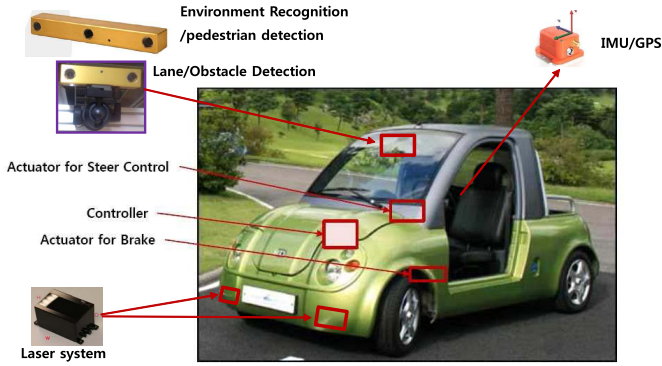 Environment Recognition
/pedestrian detection
IMU/GPS
Lane/Obstacle Detection
Actuator for Steer Control
Controller
Actuator for Brake
Laser system